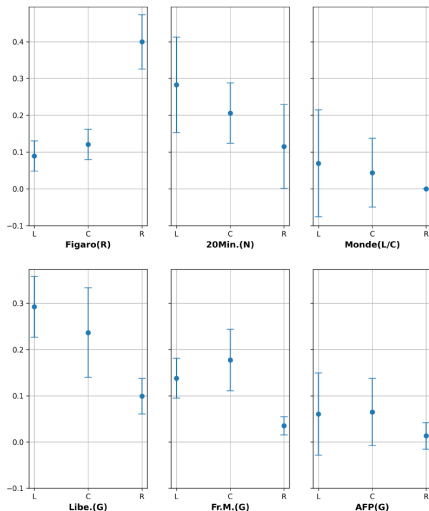 0.4
0.3
0.2
0.1
0.0
−0.1
L C R L C R L C R
Figaro(R) 20Min.(N) Monde(L/C)
0.3
0.2
0.1
0.0
−0.1
L C R L C R L C R
Libe.(G) Fr.M.(G) AFP(G)